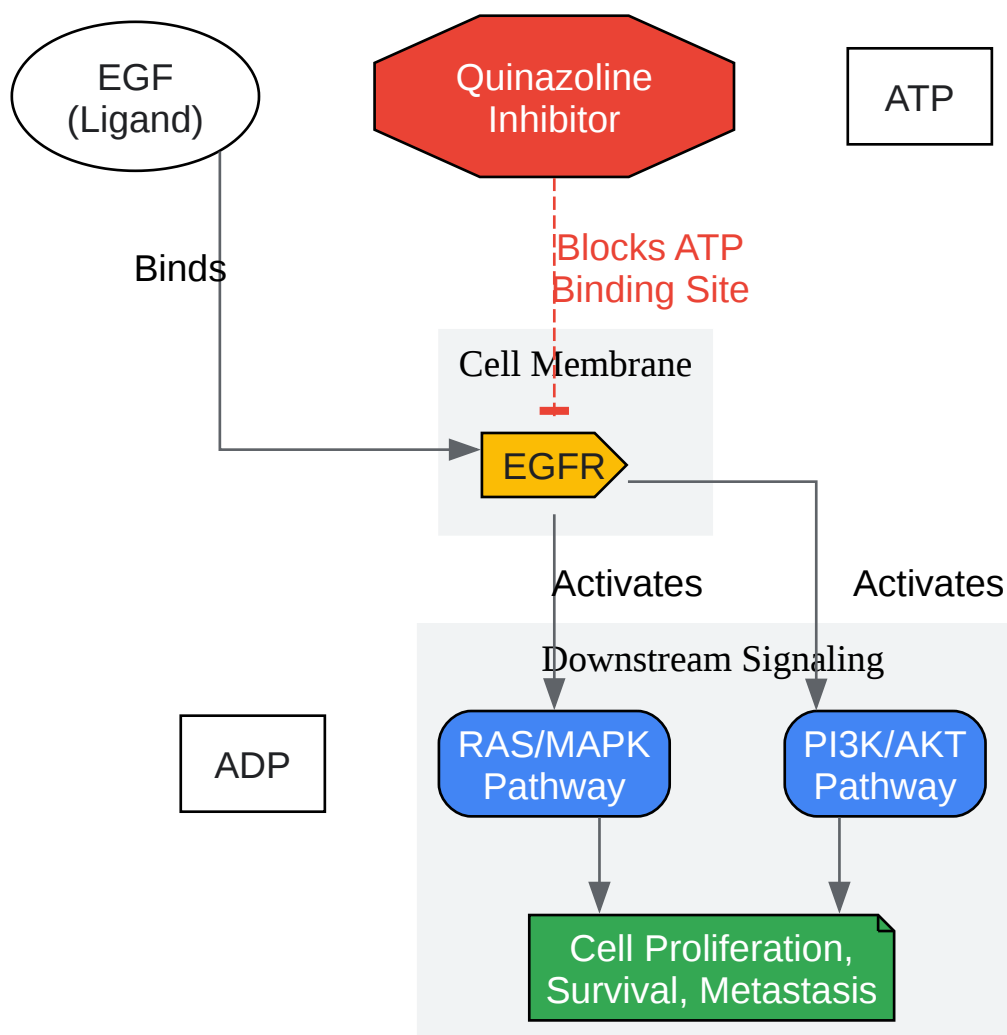 EGF
(Ligand)
Quinazoline
Inhibitor
ATP
Binds
Blocks ATP
Binding Site
Cell Membrane
EGFR
Activates
Activates
Downstream Signaling
ADP
RAS/MAPK
Pathway
PI3K/AKT
Pathway
Cell Proliferation,
Survival, Metastasis